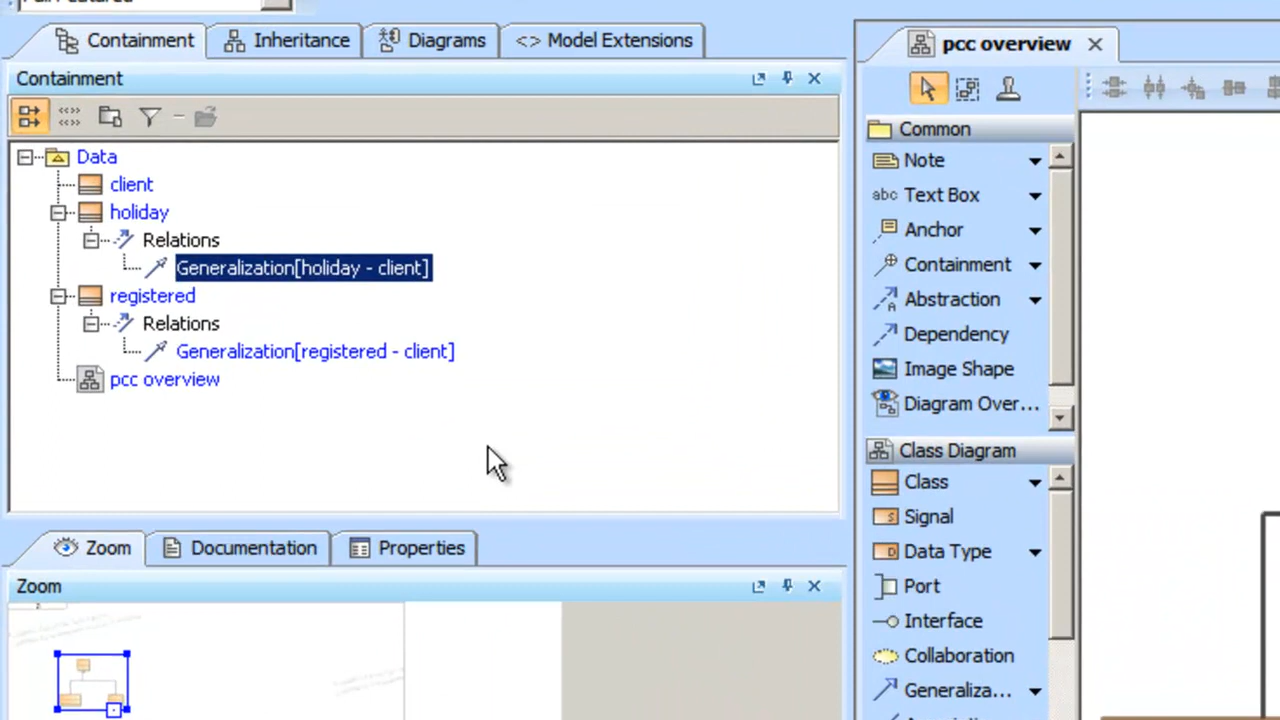 Containment
Inheritance
Diagrams
<> Model Extensions
Containment
Data
client
holiday
Relations
Generalization[holiday - client]
registered
Relations
Generalization[registered - client]
pcc overview
Zoom
Documentation
Properties
Zoom
pcc overview
Common
Note
abc Text Box
Anchor
Containment
Abstraction
Dependency
Image Shape
Diagram Over...
Class Diagram
Class
Signal
Data Type
Port
Interface
Collaboration
Generaliza...